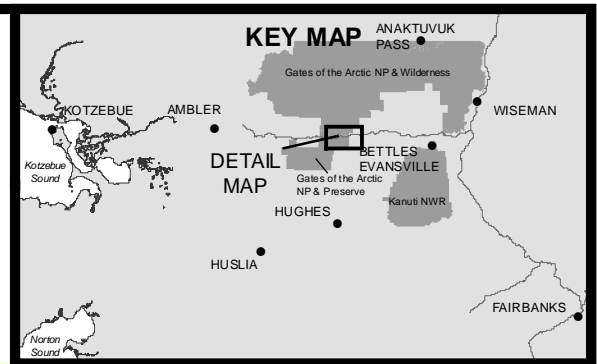 KEY MAP
ANAKTUVUK
PASS
Gates of the Arctic NP & Wilderness
KOTZEBUE
AMBLER
WISEMAN
Kotzebue
Sound
DETAIL
MAP
BETTLES
EVANSVILLE
Gates of the Arctic
NP & Preserve
Kanuti NWR
HUGHES
HUSLIA
FAIRBANKS
Norton
Sound